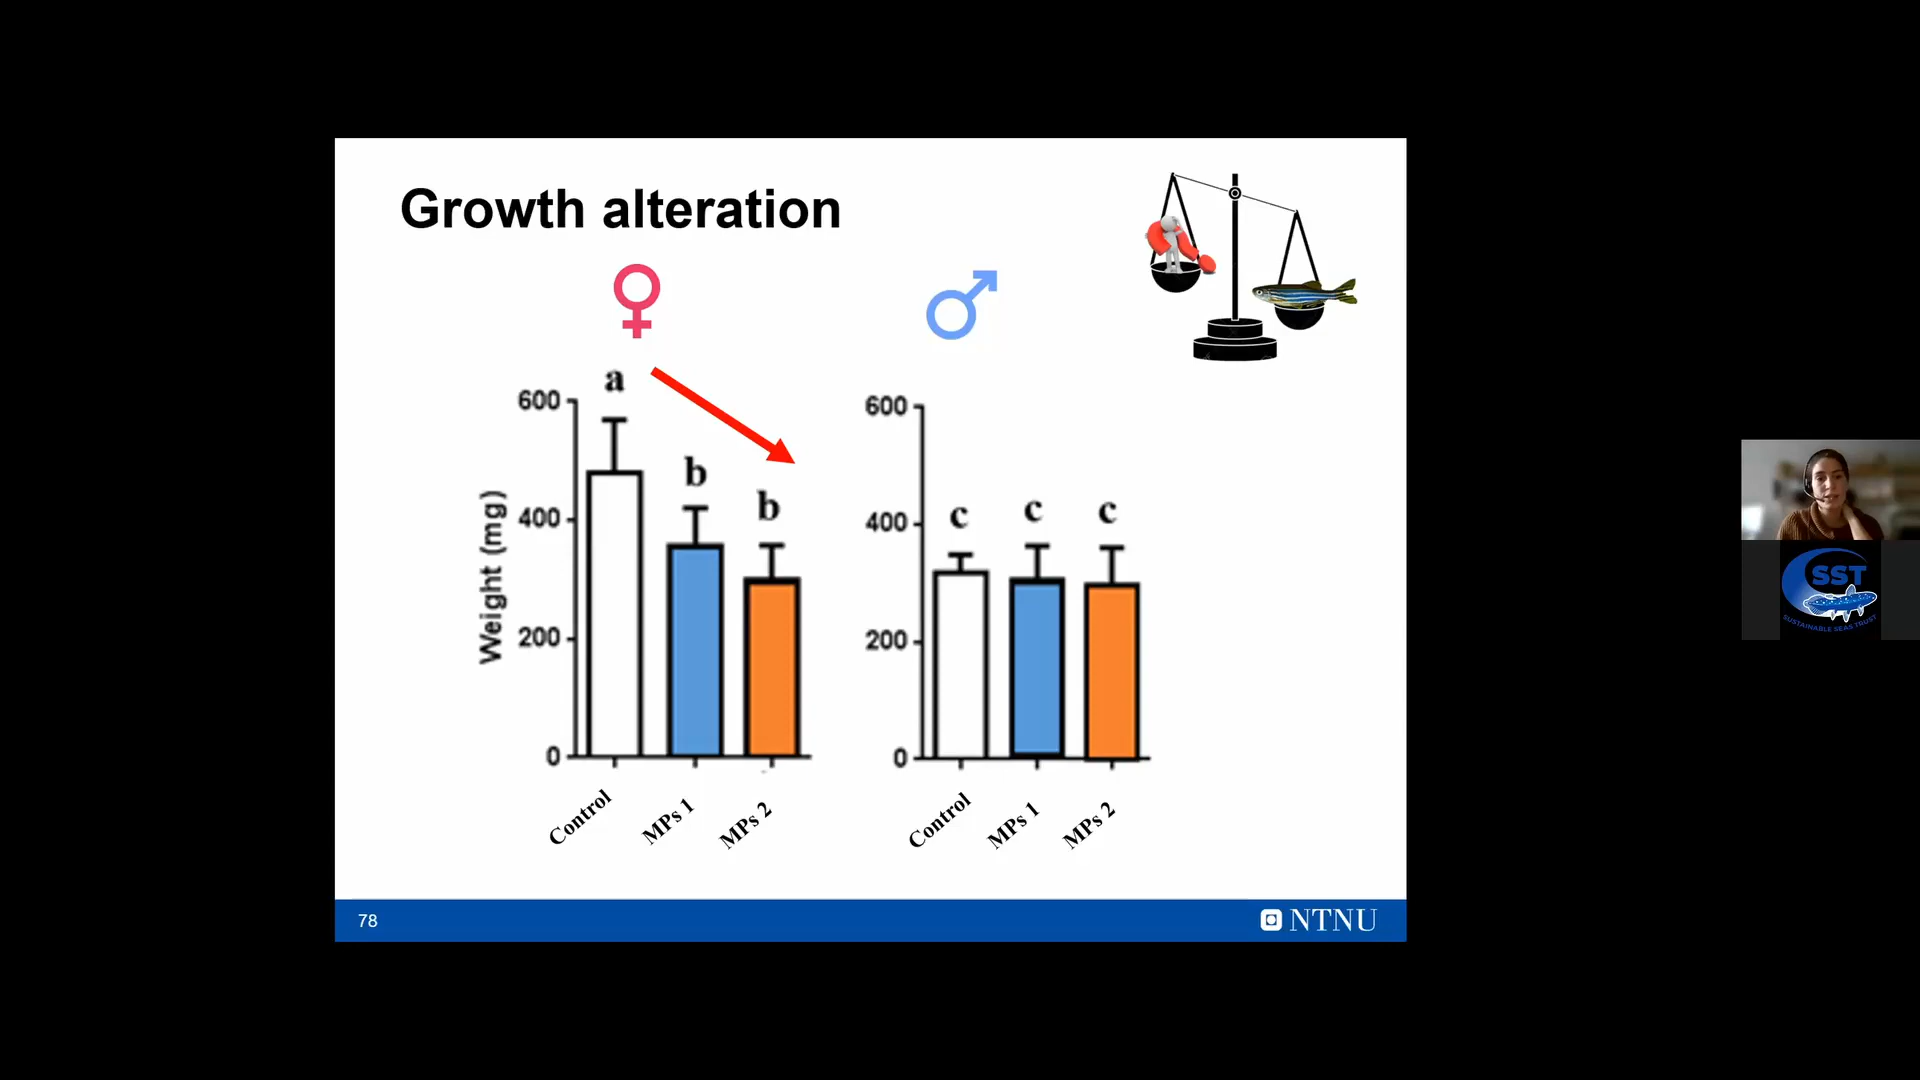 Growth alteration
a
b
b
c
c
c
600
400
200
0
Weight (mg)
600
400
200
0
Control
MPs 1
MPs 2
Control
MPs 1
MPs 2
78
NTNU
SST
SUSTAINABLE SEAS TRUST